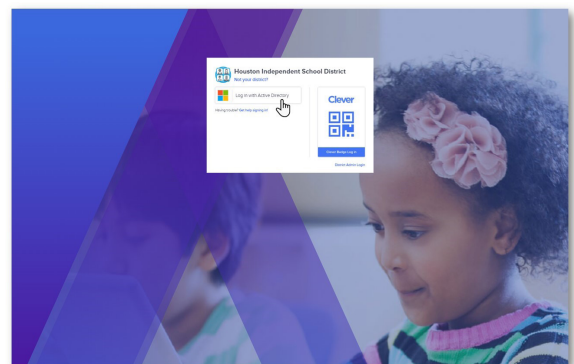 Houston Independent School District
Not your district?
Log in with Active Directory
Having trouble? Get help signing in!
Clever
Clever Badge Log In
District Admin Login